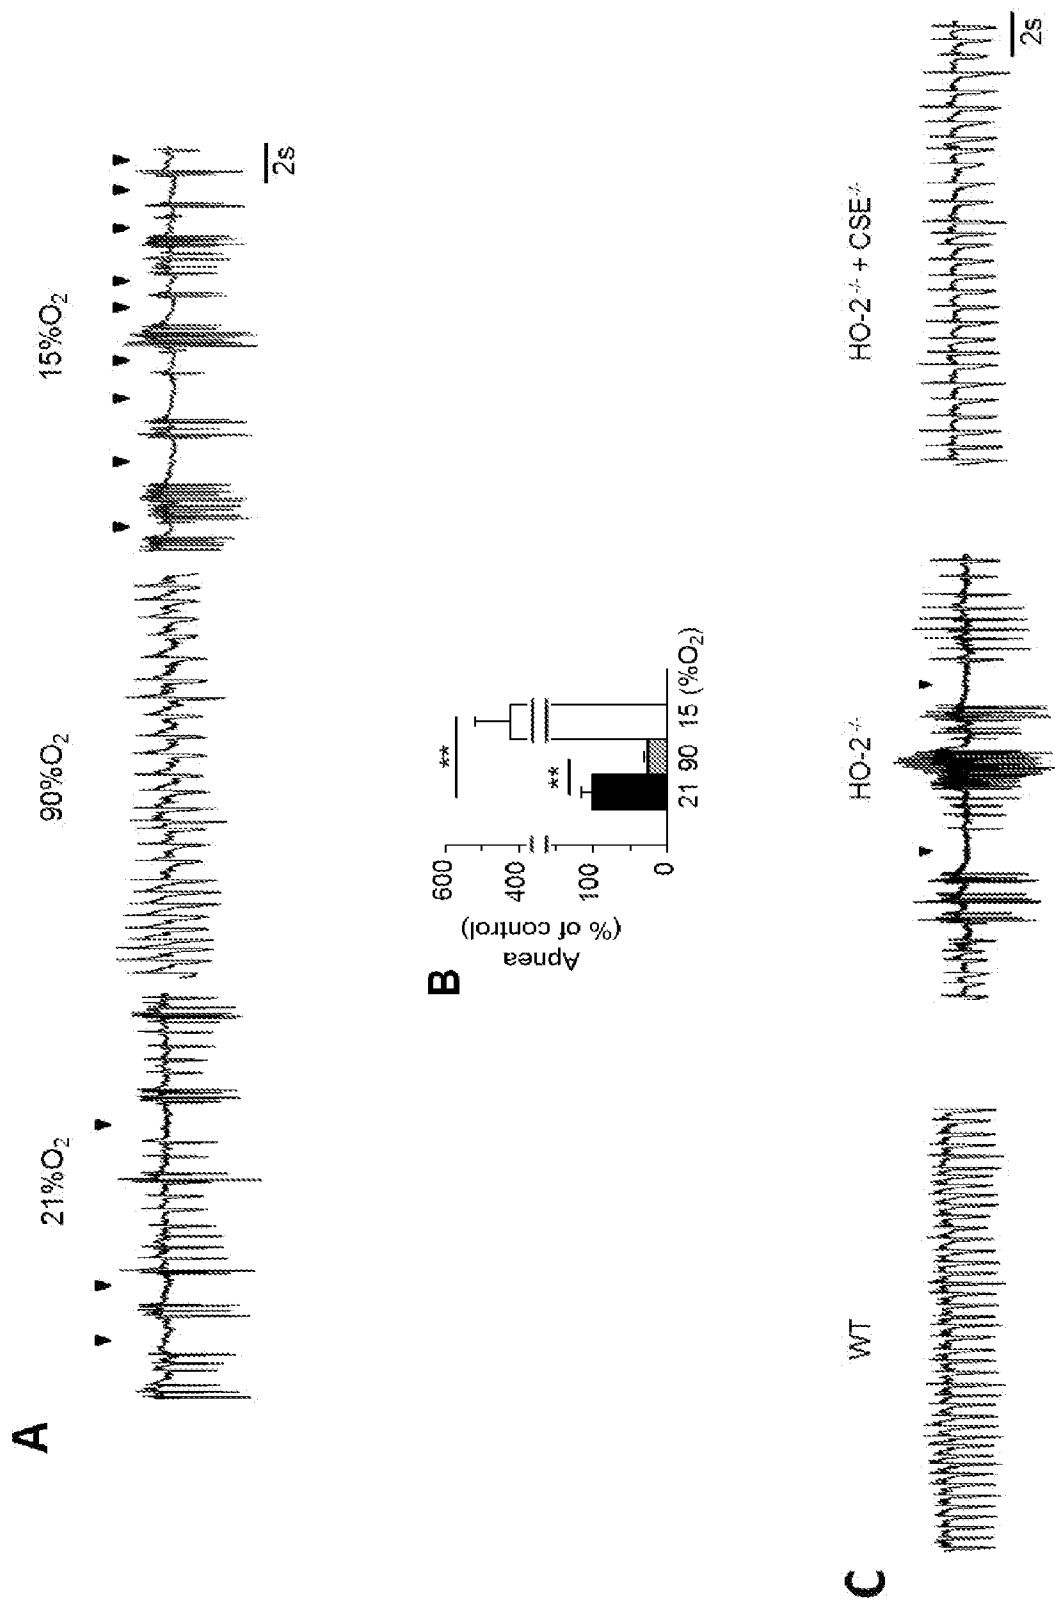 A
21%O₂
90%O₂
15%O₂
2s
B
Apnea
(% of control)
600
400
100
0
**
**
21 90 15 (%O₂)
C
WT
HO-2⁻/⁻
HO-2⁻/⁻ + CSE⁻/⁻
2s